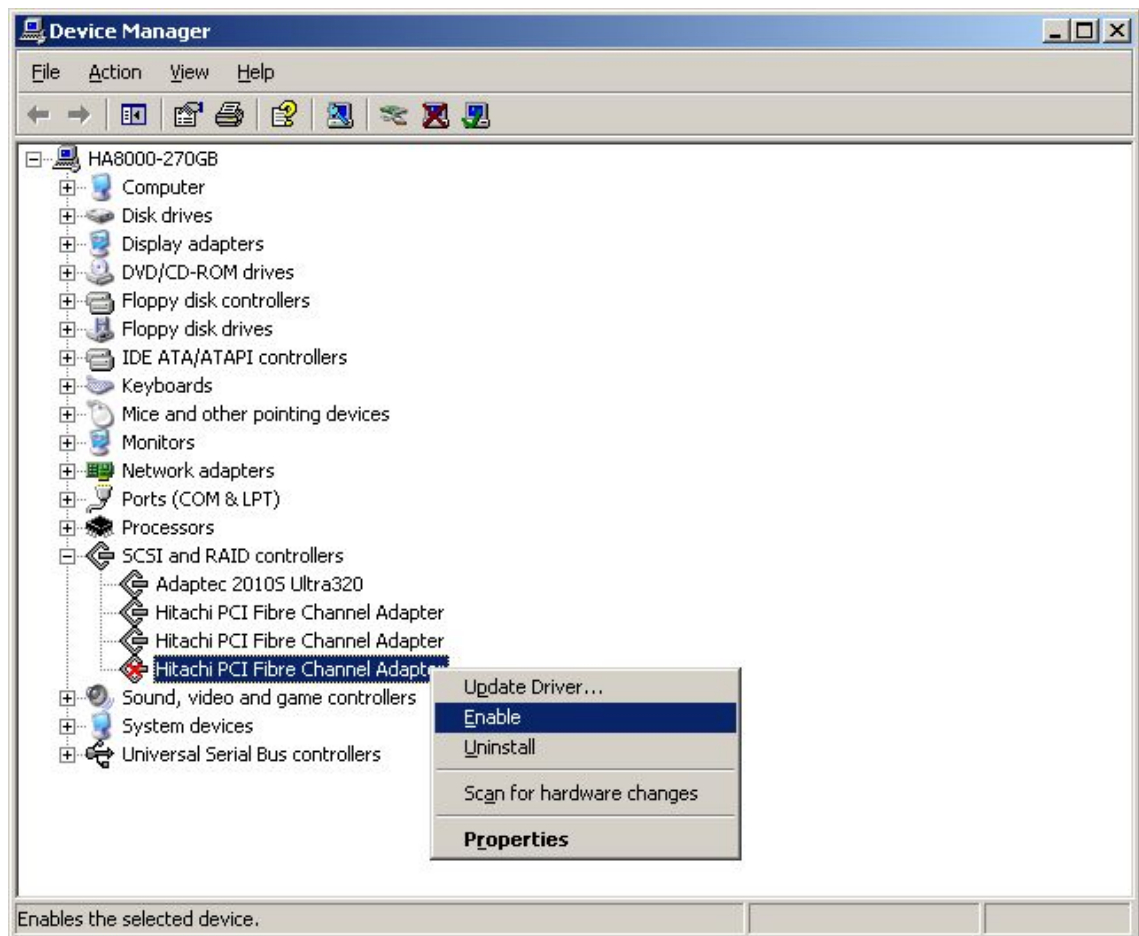 Device Manager
File Action View Help
HA8000-270GB
Computer
Disk drives
Display adapters
DVD/CD-ROM drives
Floppy disk controllers
Floppy disk drives
IDE ATA/ATAPI controllers
Keyboards
Mice and other pointing devices
Monitors
Network adapters
Ports (COM & LPT)
Processors
SCSI and RAID controllers
Adaptec 2010S Ultra320
Hitachi PCI Fibre Channel Adapter
Hitachi PCI Fibre Channel Adapter
Hitachi PCI Fibre Channel Adapter
Sound, video and game controllers
System devices
Universal Serial Bus controllers
Update Driver...
Enable
Uninstall
Scan for hardware changes
Properties
Enables the selected device.